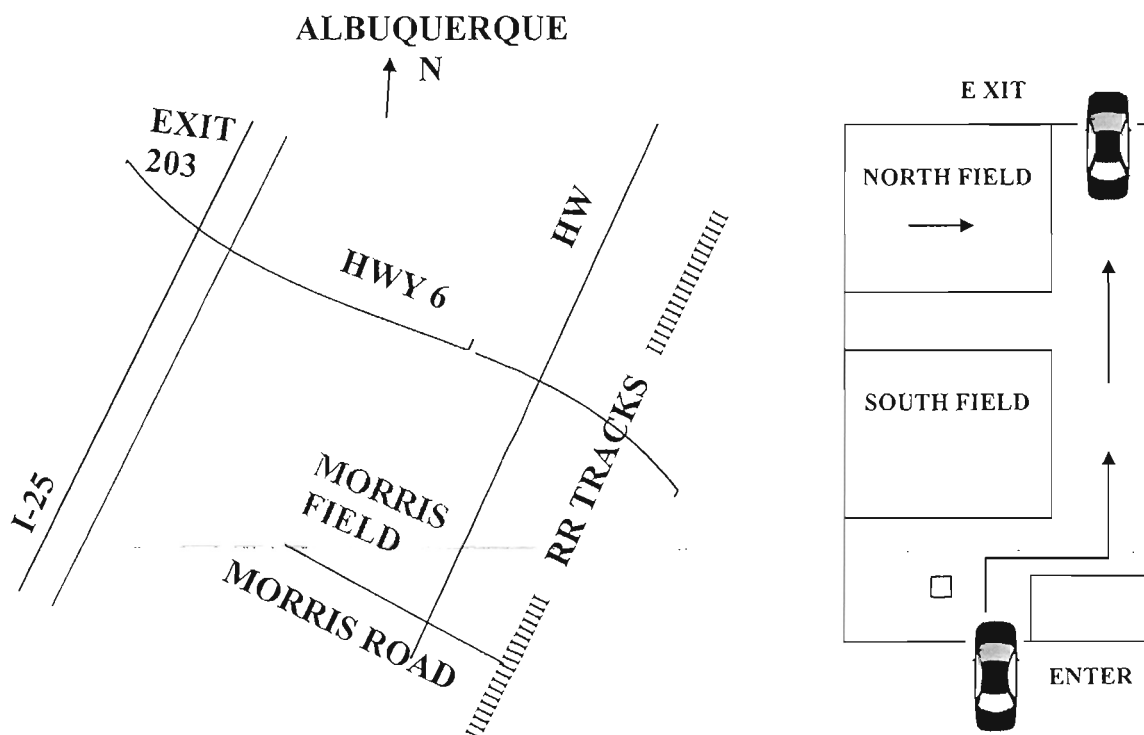 ALBUQUERQUE
N
EXIT
203
HWY 6
HW
I-25
MORRIS
FIELD
MORRIS ROAD
RR TRACKS
E XIT
NORTH FIELD
SOUTH FIELD
ENTER